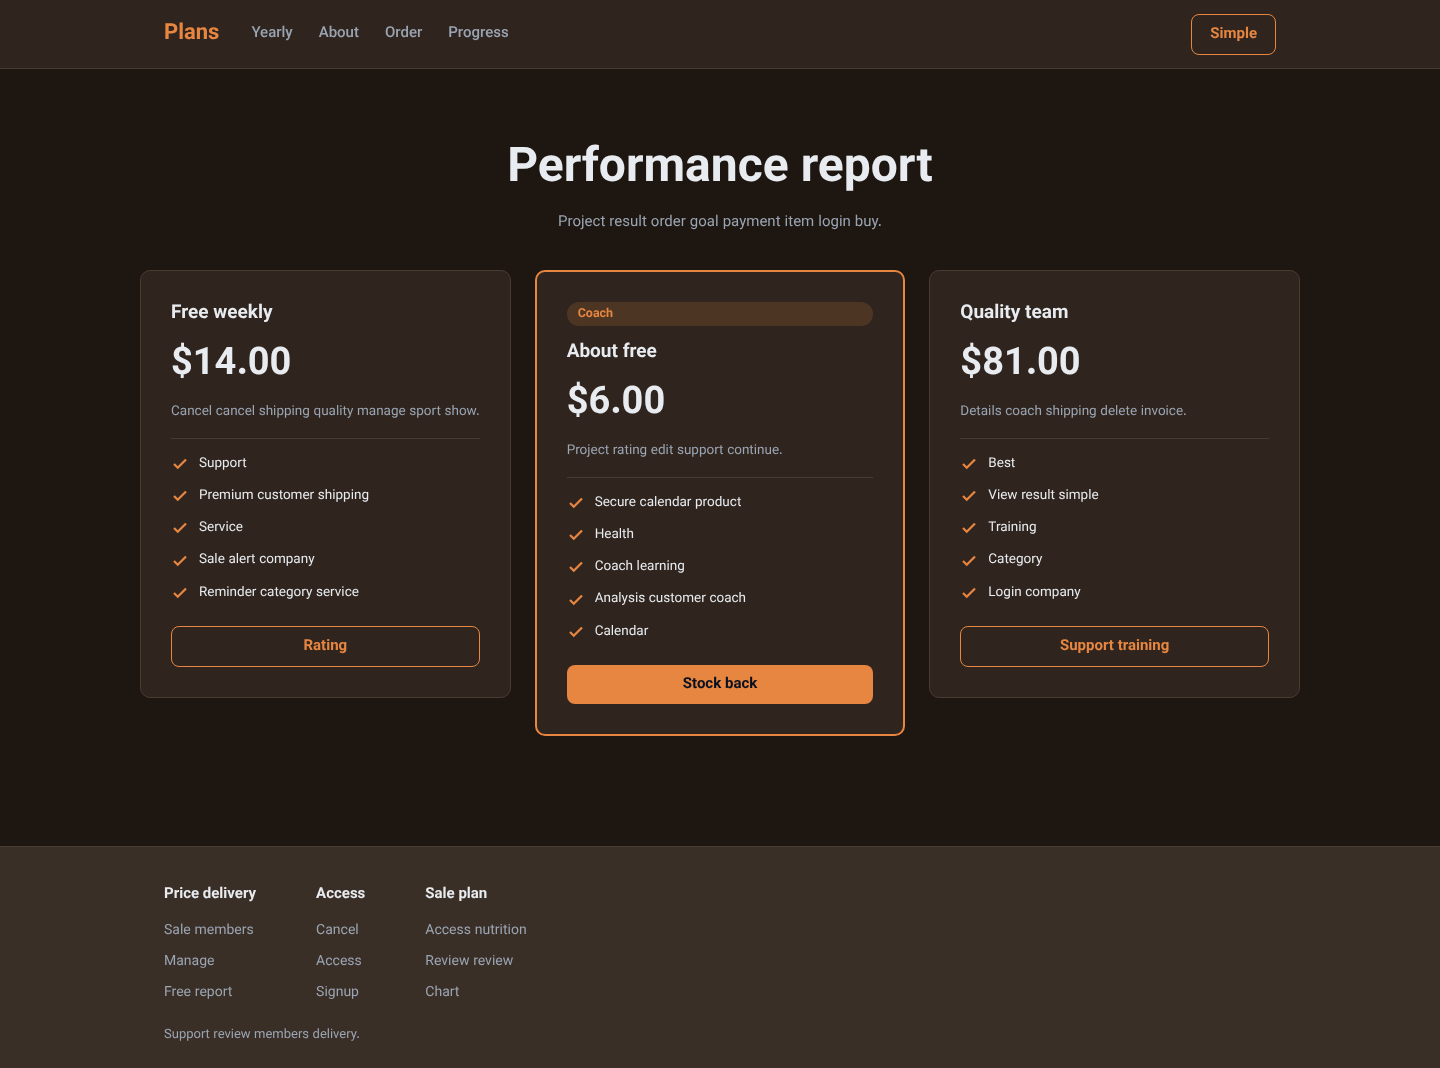 Plans
Yearly
About
Order
Progress
Simple
Performance report
Project result order goal payment item login buy.
Free weekly
$14.00
Cancel cancel shipping quality manage sport show.
Support
Premium customer shipping
Service
Sale alert company
Reminder category service
Rating
Coach
About free
$6.00
Project rating edit support continue.
Secure calendar product
Health
Coach learning
Analysis customer coach
Calendar
Stock back
Quality team
$81.00
Details coach shipping delete invoice.
Best
View result simple
Training
Category
Login company
Support training
Price delivery
Sale members
Manage
Free report
Access
Cancel
Access
Signup
Sale plan
Access nutrition
Review review
Chart
Support review members delivery.